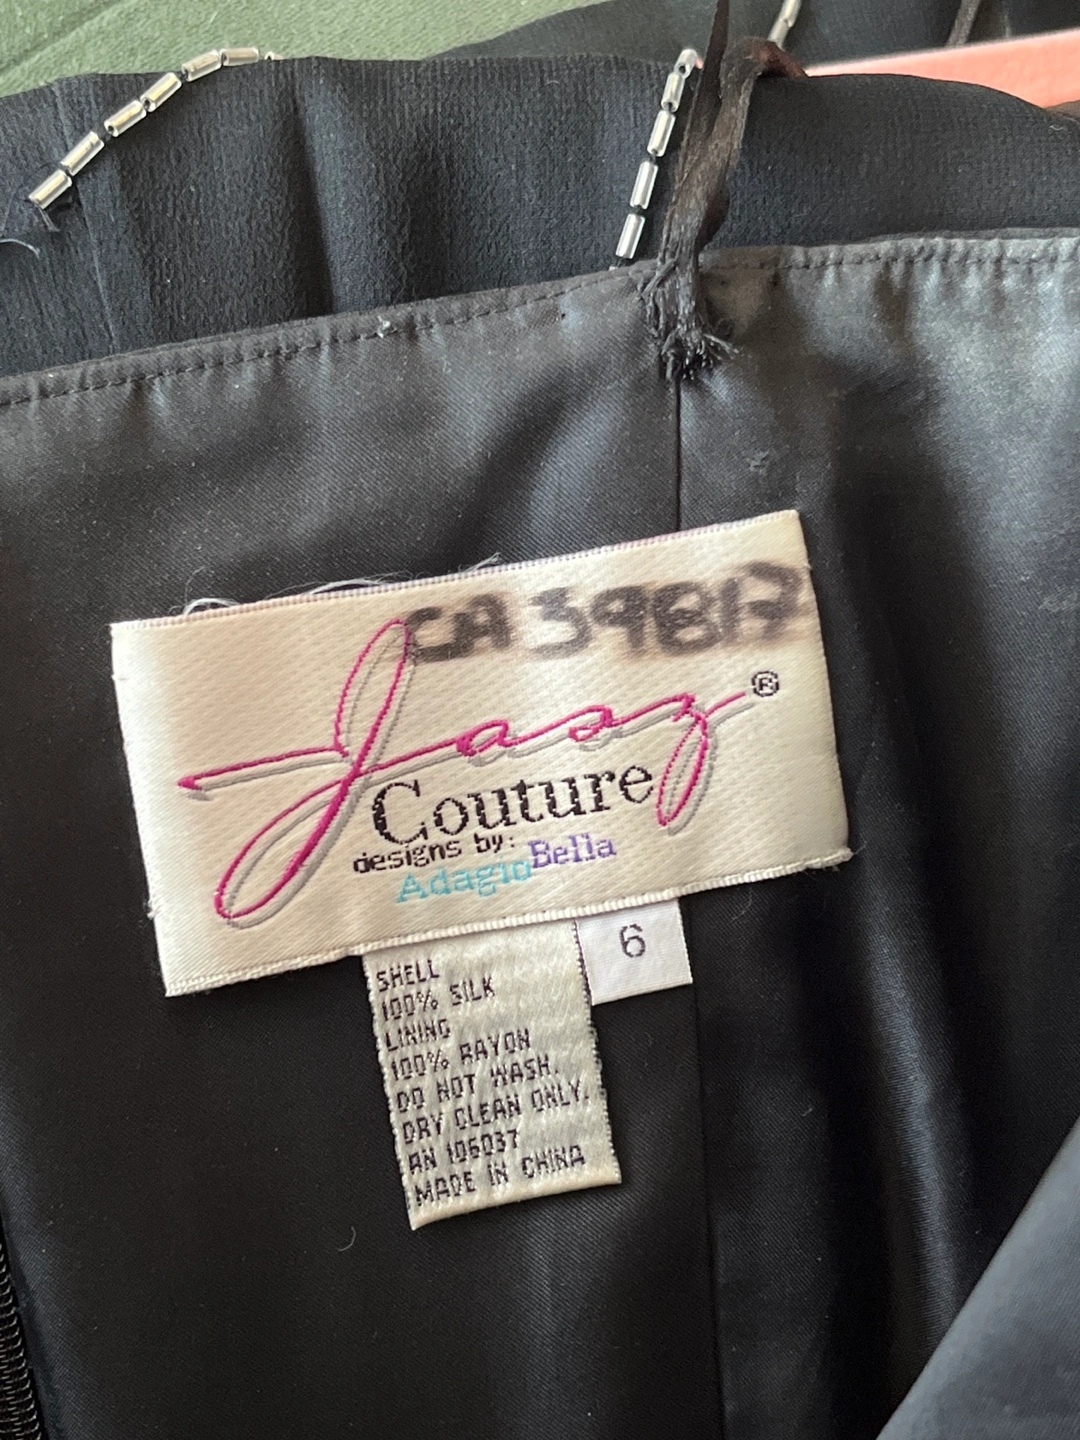 CA 39817
Jasz ®
Couture
designs by:
Adagio Bella
6
SHELL
100% SILK
LINING
100% RAYON
DO NOT WASH.
DRY CLEAN ONLY.
AN 106037
MADE IN CHINA